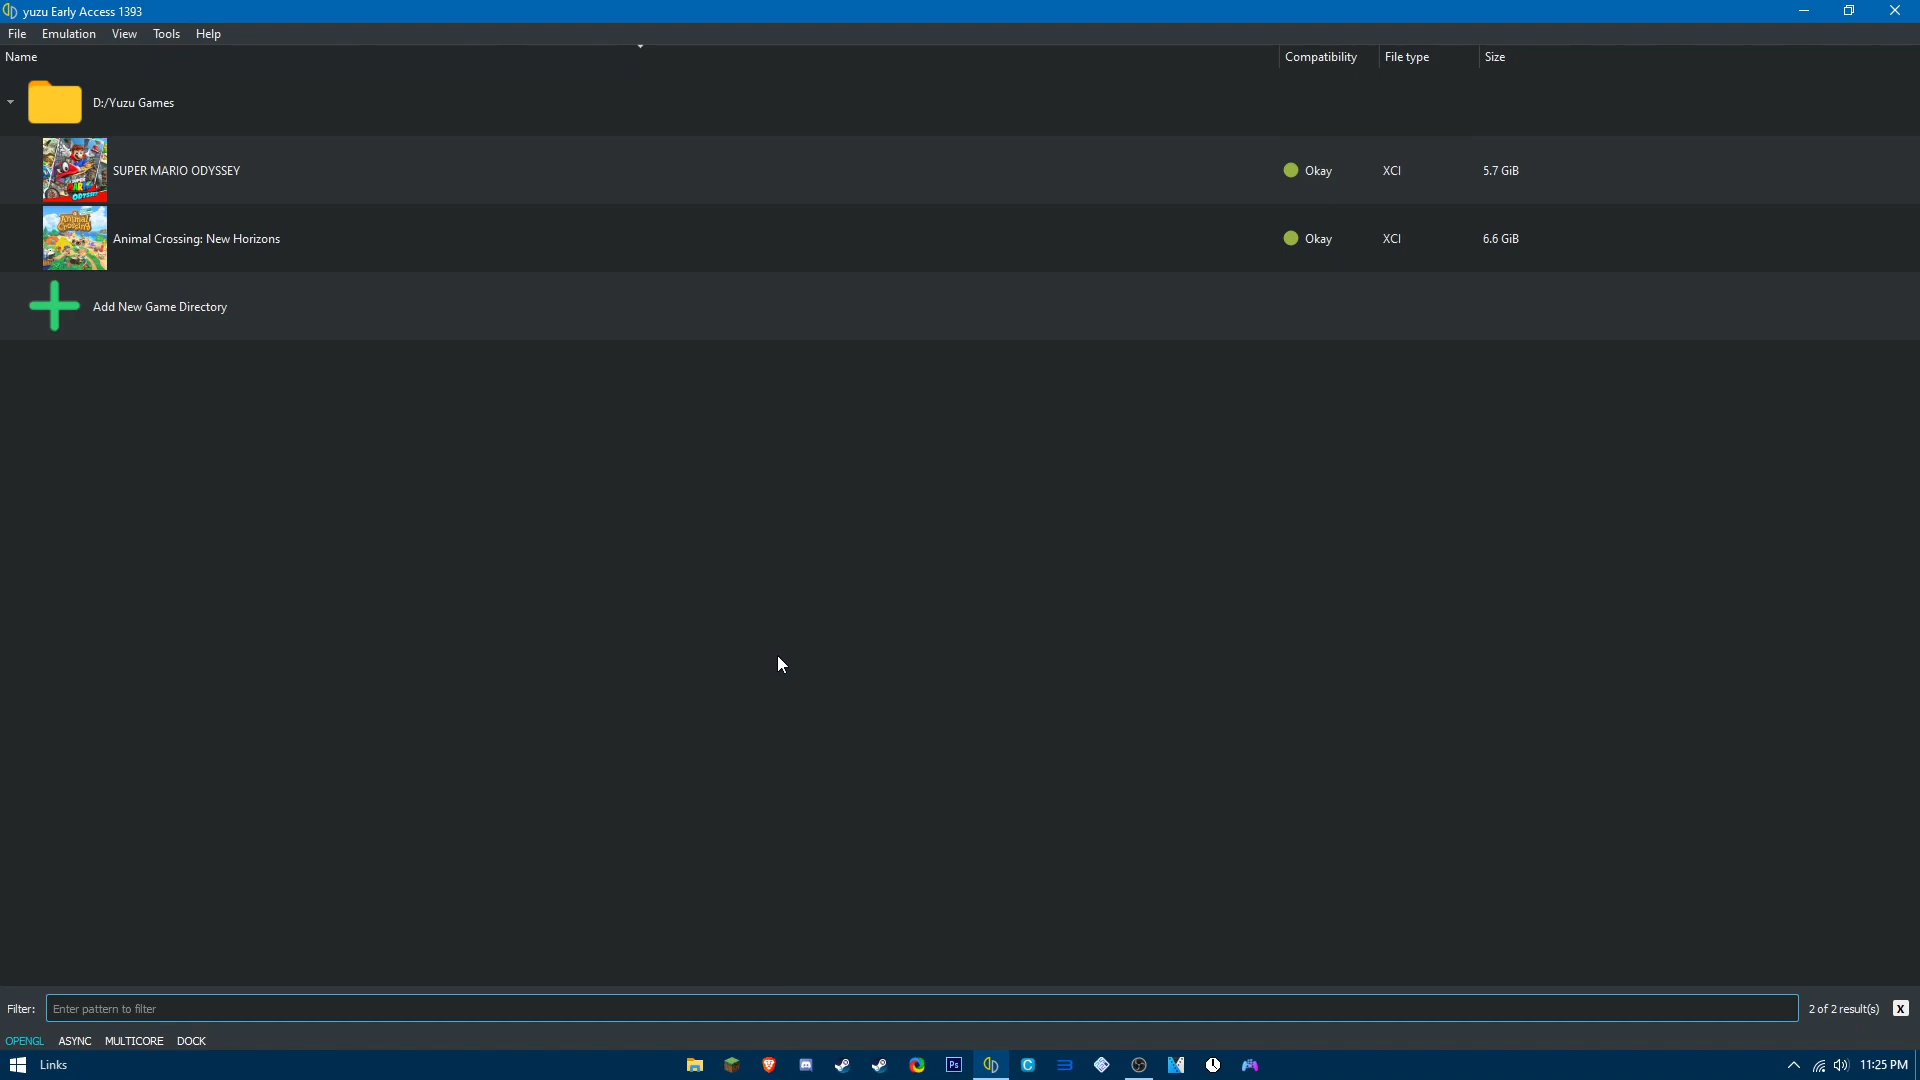 yuzu Early Access 1393
File Emulation View Tools Help
Name Compatibility File type Size
D:/Yuzu Games
SUPER MARIO ODYSSEY Okay XCI 5.7 GiB
Animal Crossing: New Horizons Okay XCI 6.6 GiB
Add New Game Directory
Filter: Enter pattern to filter 2 of 2 result(s) X
OPENGL ASYNC MULTICORE DOCK
Links Ps 11:25 PM